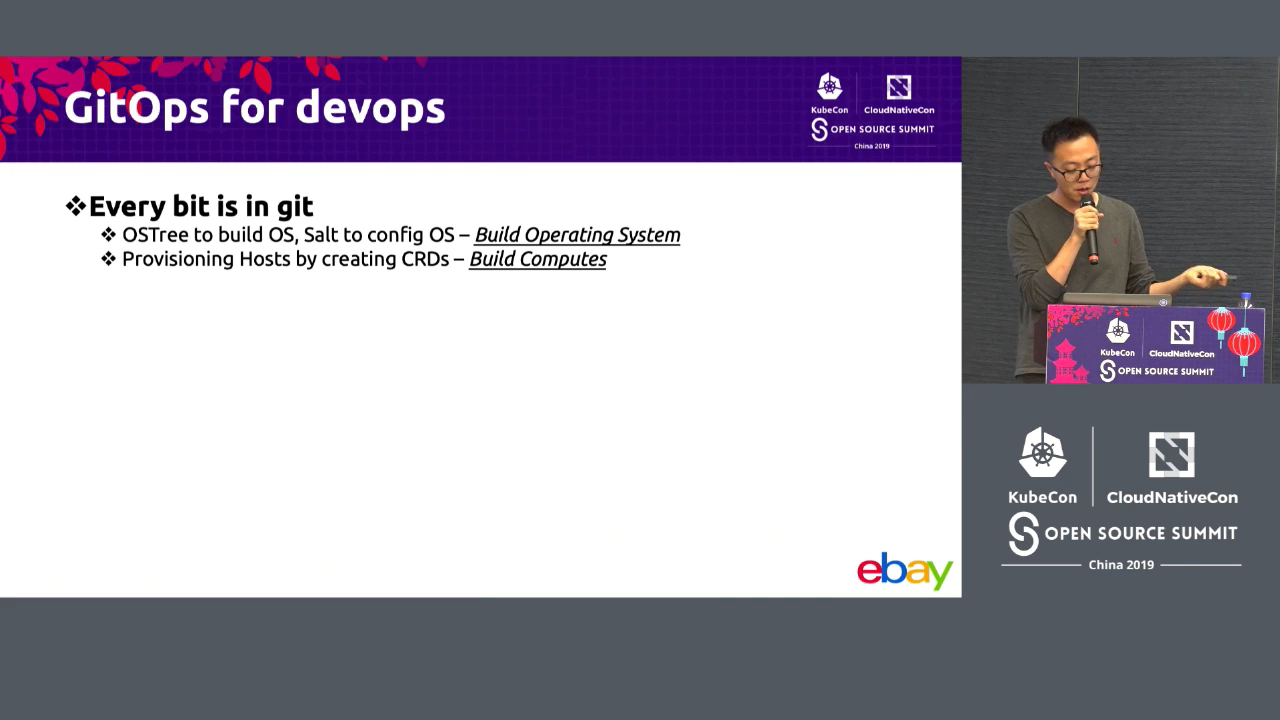 GitOps for devops
KubeCon
CloudNativeCon
OPEN SOURCE SUMMIT
China 2019
❖Every bit is in git
❖ OSTree to build OS, Salt to config OS – Build Operating System
❖ Provisioning Hosts by creating CRDs – Build Computes
ebay
KubeCon
CloudNativeCon
OPEN SOURCE SUMMIT
KubeCon
CloudNativeCon
OPEN SOURCE SUMMIT
China 2019